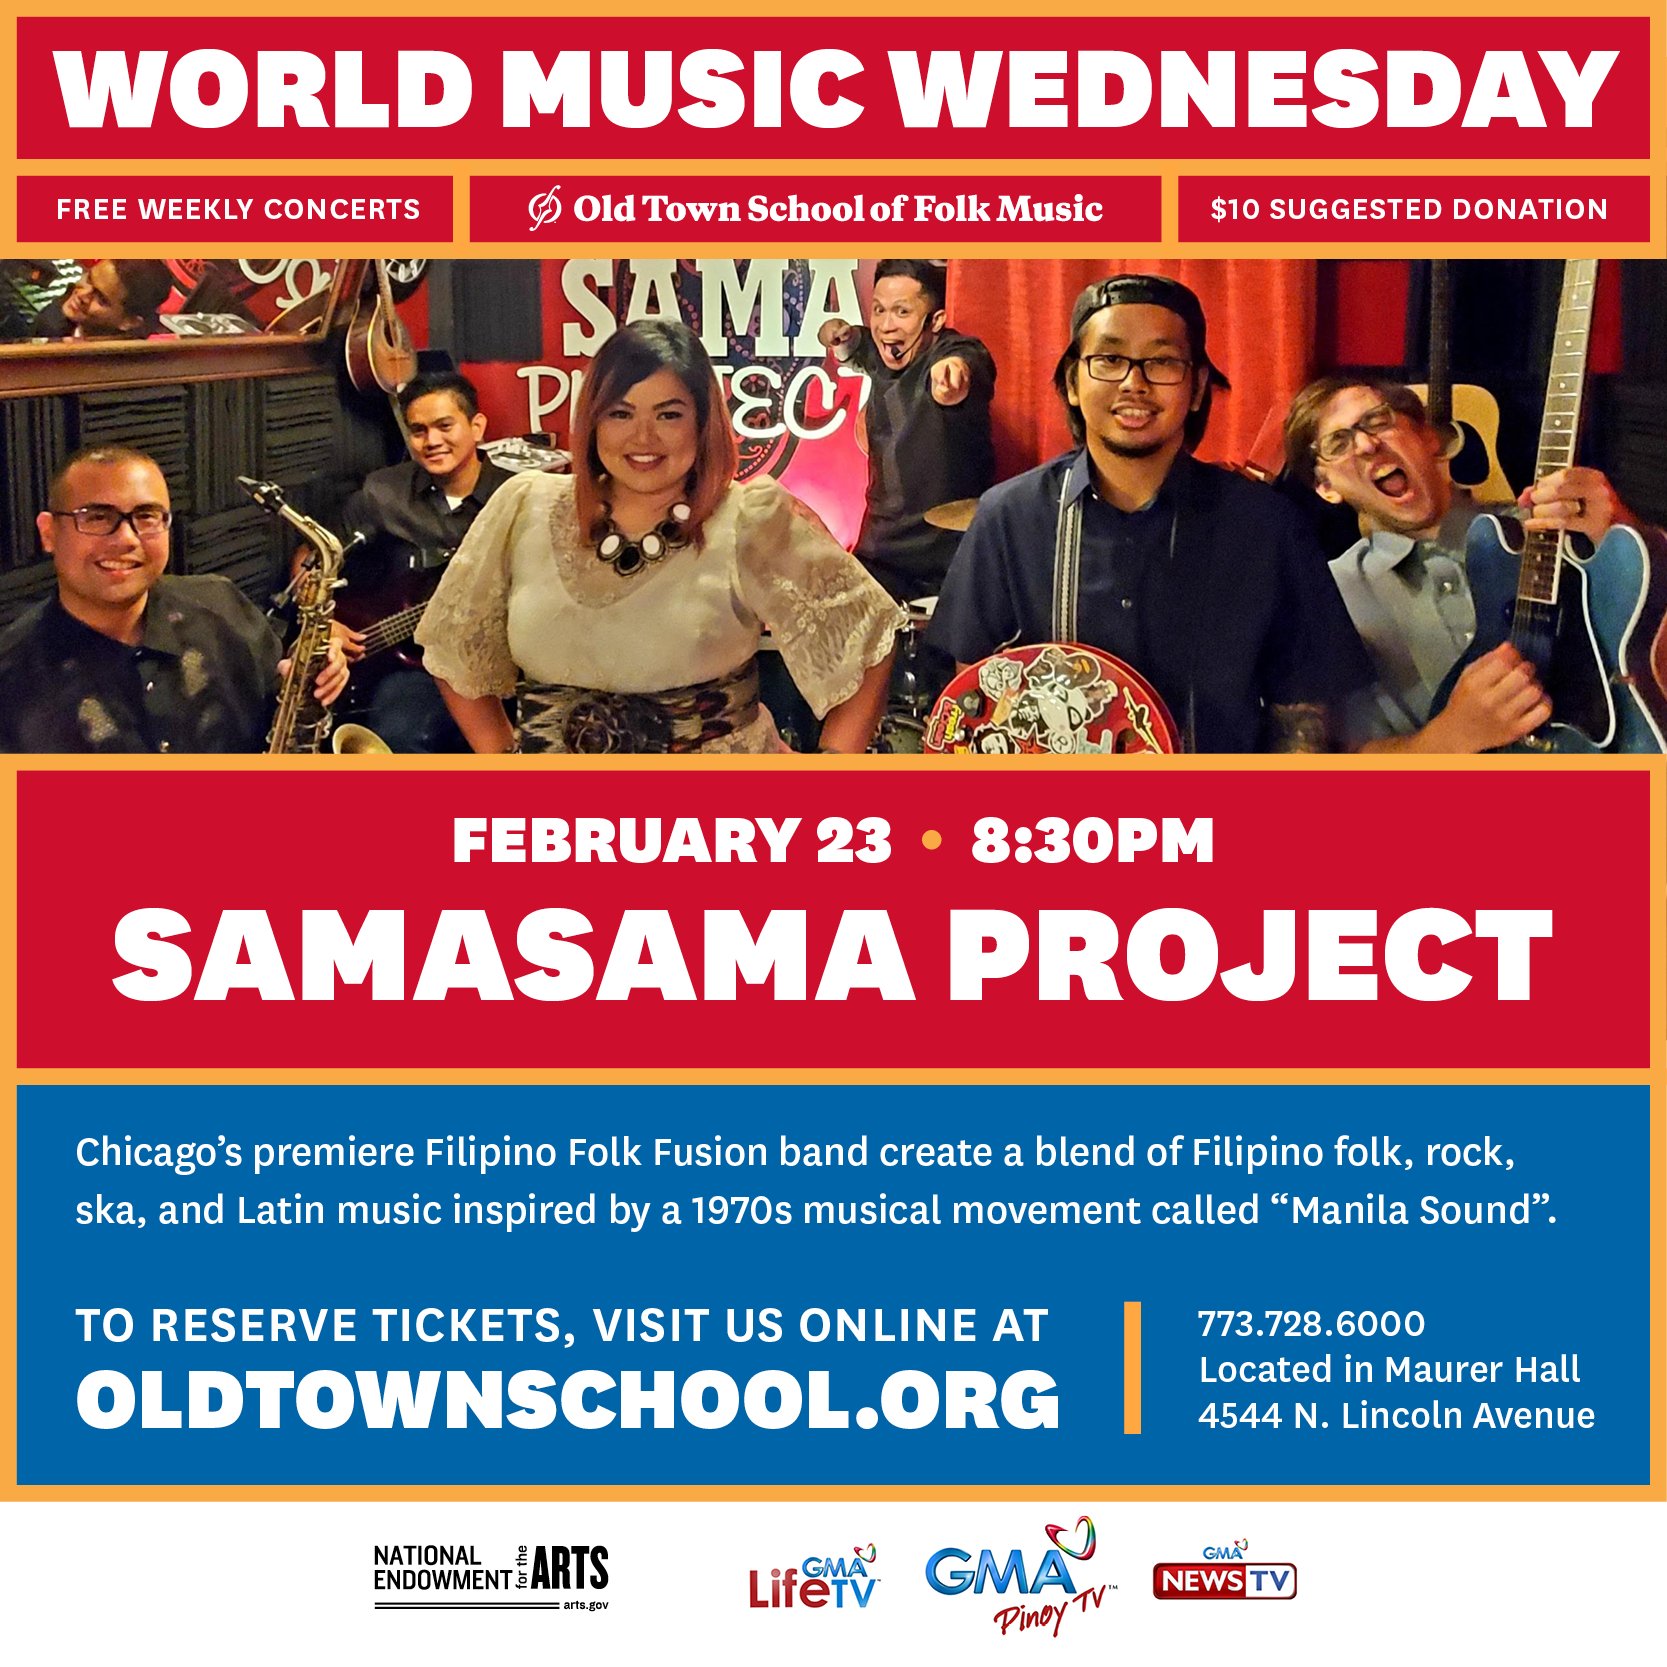 WORLD MUSIC WEDNESDAY
FREE WEEKLY CONCERTS
Old Town School of Folk Music
$10 SUGGESTED DONATION
SAMA
FEBRUARY 23 • 8:30PM
SAMASAMA PROJECT
Chicago’s premiere Filipino Folk Fusion band create a blend of Filipino folk, rock,
ska, and Latin music inspired by a 1970s musical movement called “Manila Sound”.
TO RESERVE TICKETS, VISIT US ONLINE AT
OLDTOWNSCHOOL.ORG
773.728.6000
Located in Maurer Hall
4544 N. Lincoln Avenue
NATIONAL
ENDOWMENT for the ARTS
arts.gov
GMA
LifeTV™
GMA
Pinoy TV™
GMA
NEWS TV